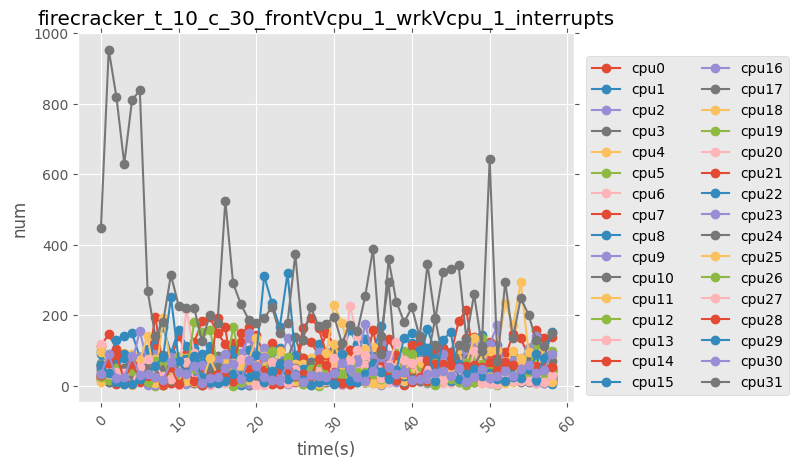 firecracker_t_10_c_30_frontVcpu_1_wrkVcpu_1_interrupts
1000
800
600
400
200
0
num
0 10 20 30 40 50 60
time(s)
cpu0 cpu16
cpu1 cpu17
cpu2 cpu18
cpu3 cpu19
cpu4 cpu20
cpu5 cpu21
cpu6 cpu22
cpu7 cpu23
cpu8 cpu24
cpu9 cpu25
cpu10 cpu26
cpu11 cpu27
cpu12 cpu28
cpu13 cpu29
cpu14 cpu30
cpu15 cpu31